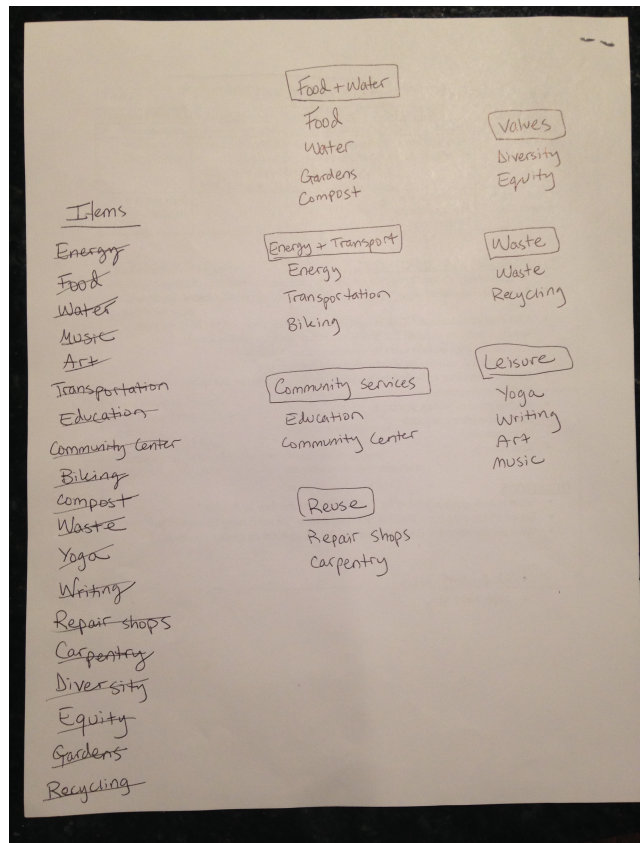 Items
Energy
Food
Water
Music
Art
Transportation
Education
Community Center
Biking
Compost
Waste
Yoga
Writing
Repair shops
Carpentry
Diversity
Equity
Gardens
Recycling
Food + Water
Food
Water
Gardens
Compost
Energy + Transport
Energy
Transportation
Biking
Community Services
Education
Community Center
Reuse
Repair shops
Carpentry
Values
Diversity
Equity
Waste
Waste
Recycling
Leisure
Yoga
Writing
Art
Music